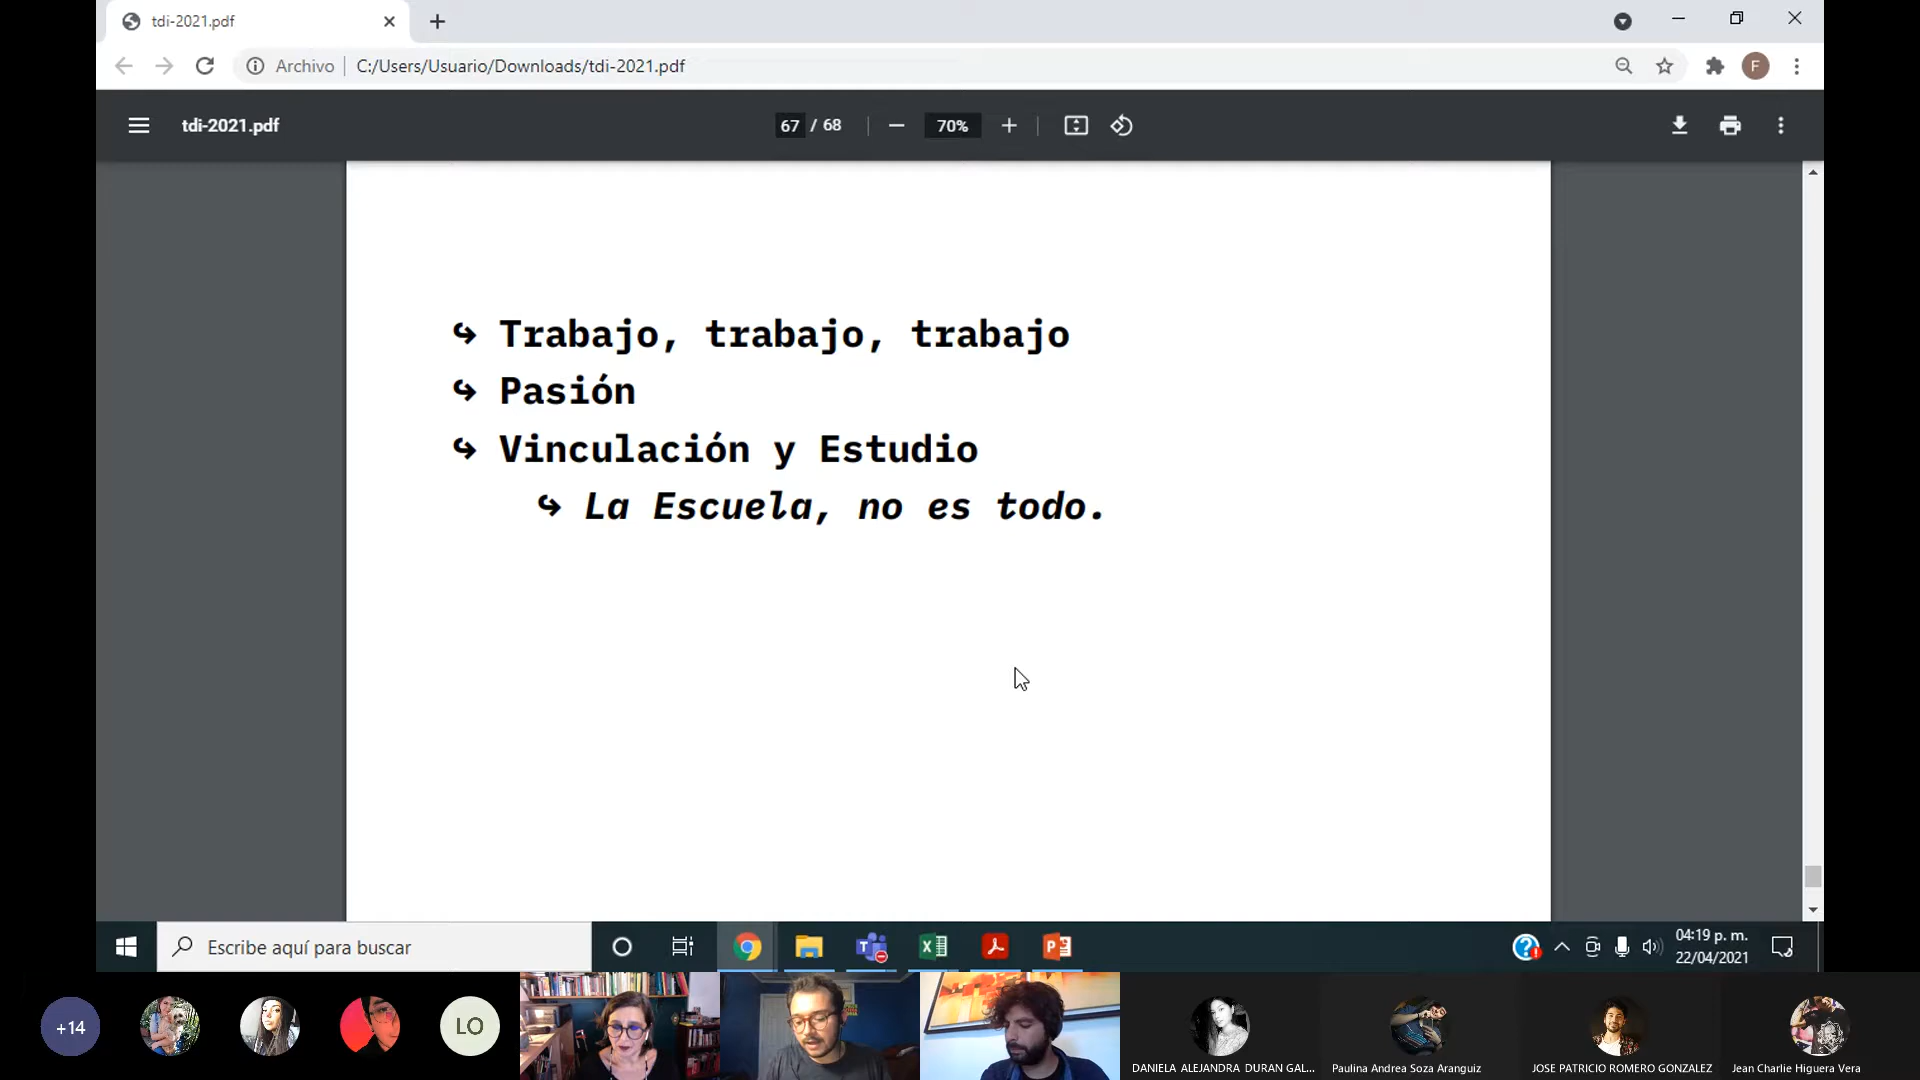 tdi-2021.pdf
Archivo C:/Users/Usuario/Downloads/tdi-2021.pdf
F
tdi-2021.pdf
67 / 68
70%
↪ Trabajo, trabajo, trabajo
↪ Pasión
↪ Vinculación y Estudio
↪ La Escuela, no es todo.
Escribe aquí para buscar
04:19 p. m.
22/04/2021
+14
LO
DANIELA ALEJANDRA DURAN GAL...
Paulina Andrea Soza Aranguiz
JOSE PATRICIO ROMERO GONZALEZ
Jean Charlie Higuera Vera